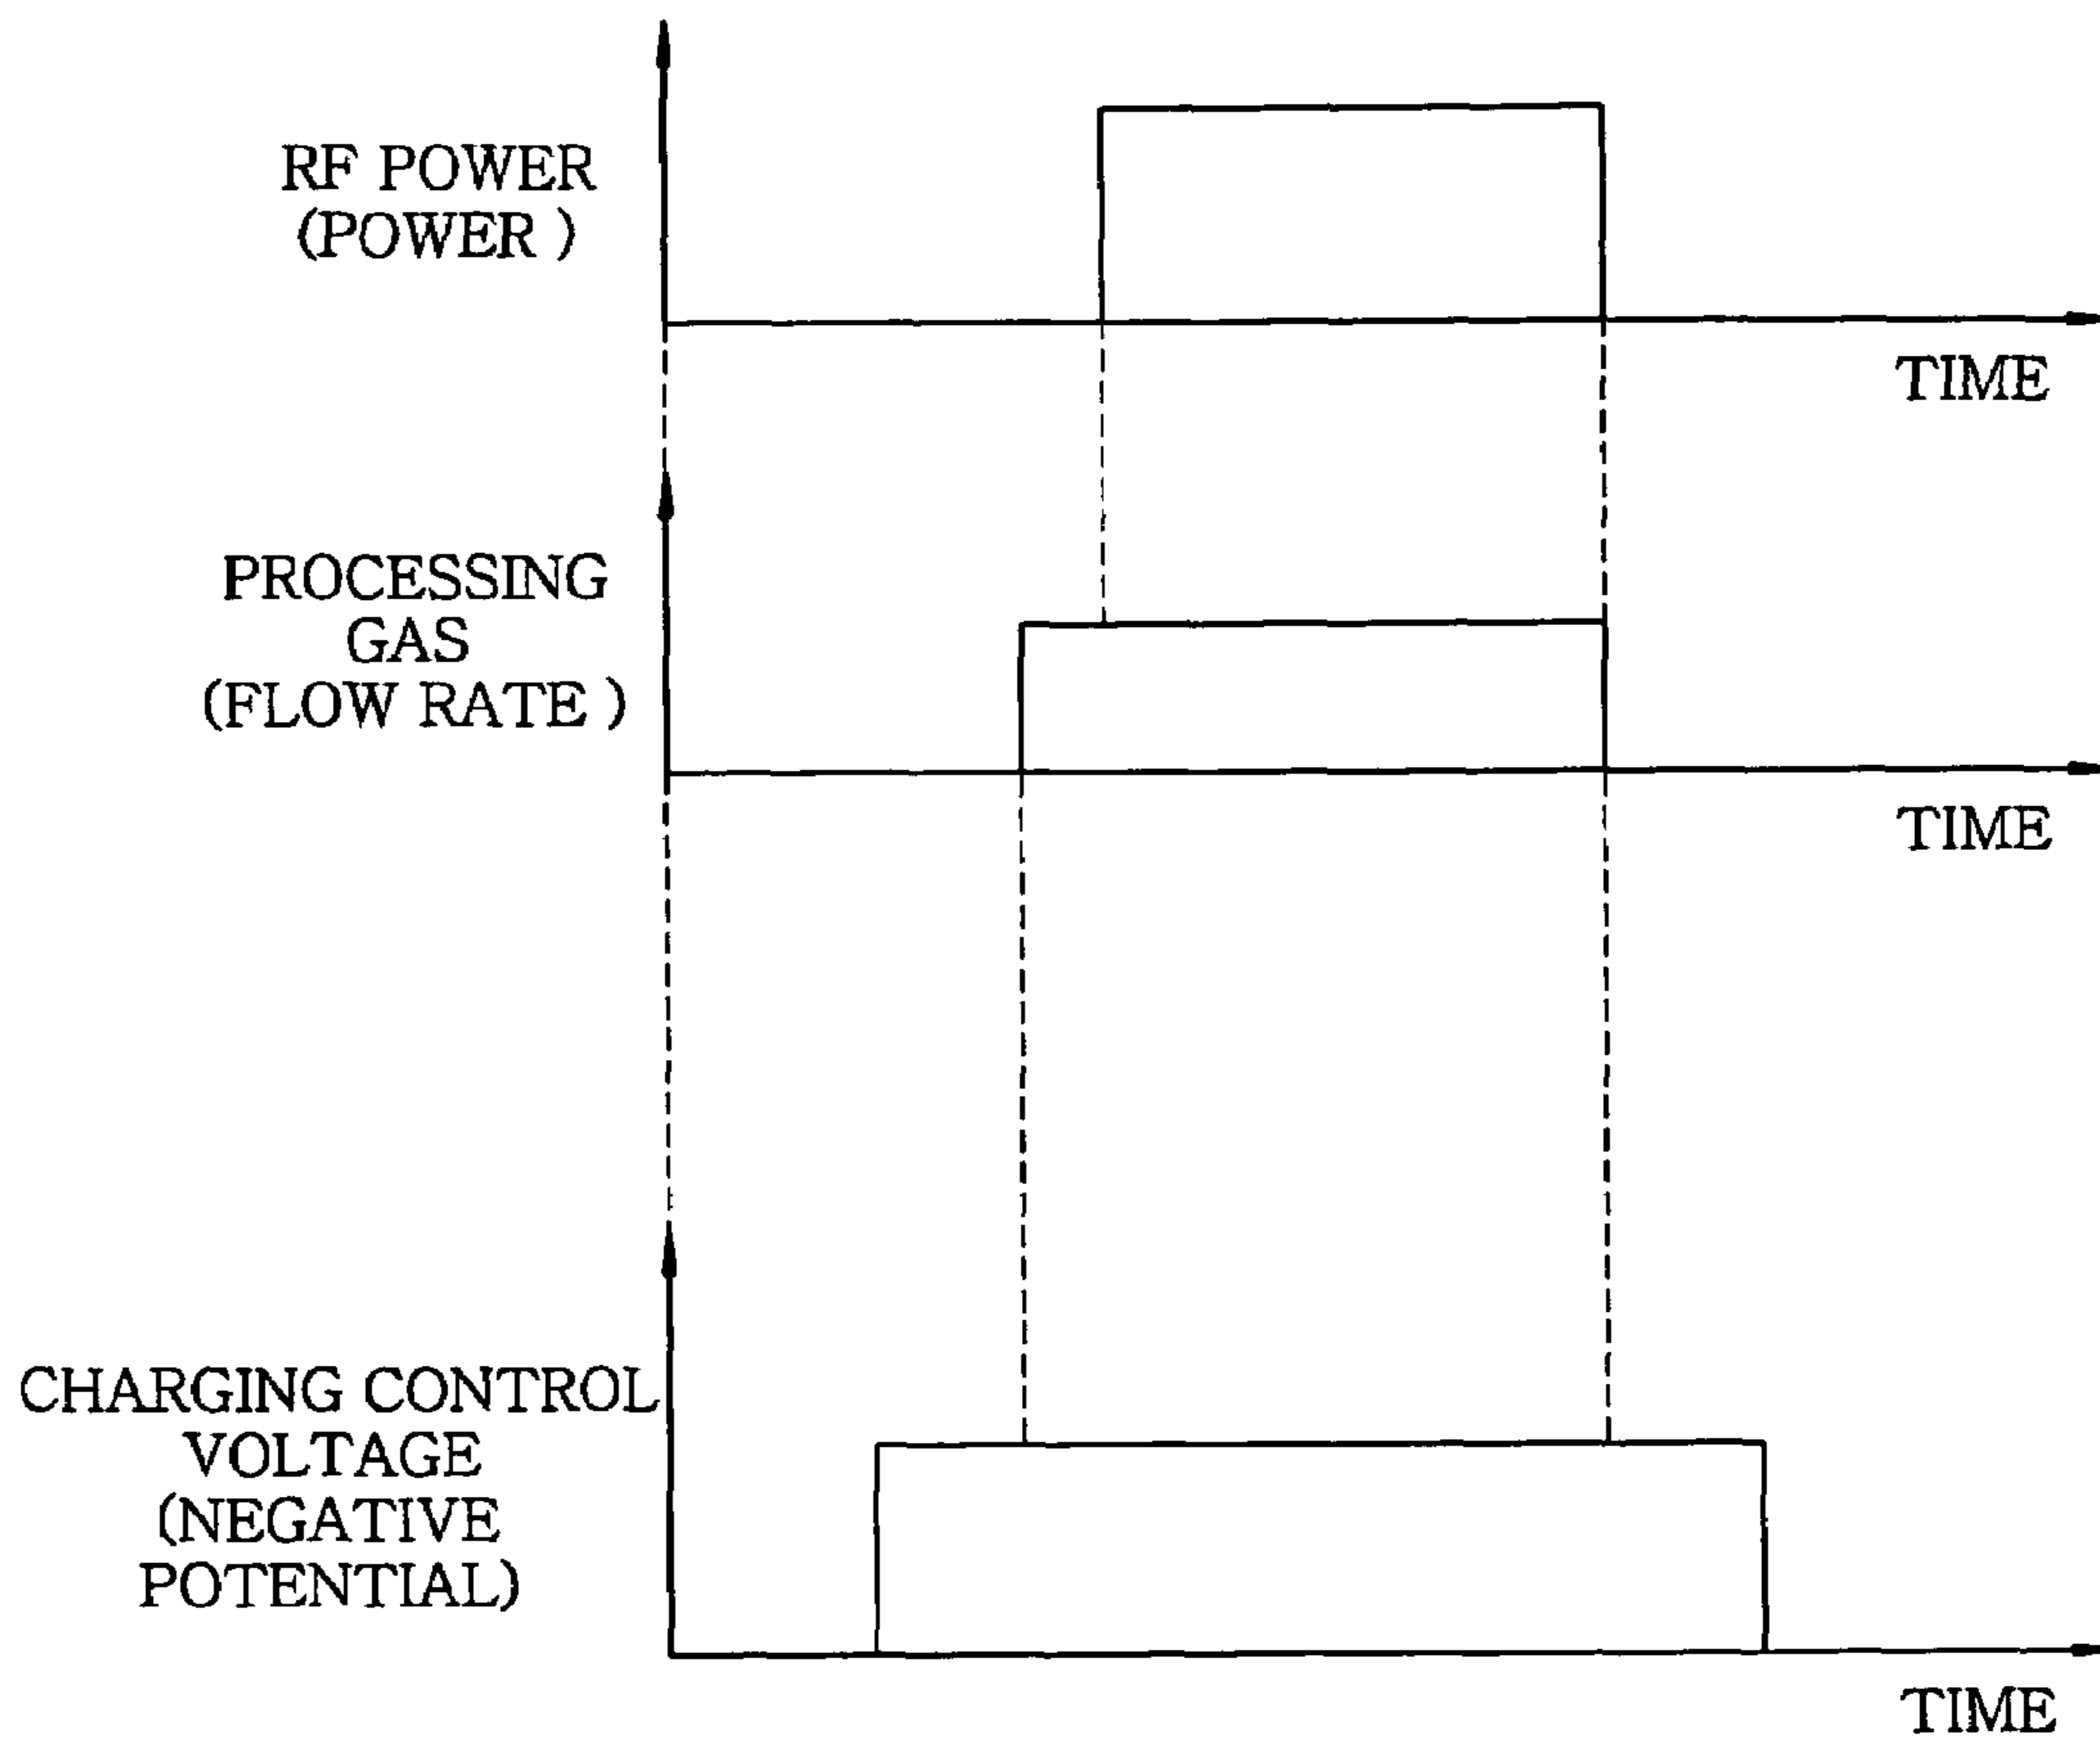 RF POWER
(POWER )
TIME
PROCESSING
GAS
(FLOW RATE )
TIME
CHARGING CONTROL
VOLTAGE
(NEGATIVE
POTENTIAL)
TIME